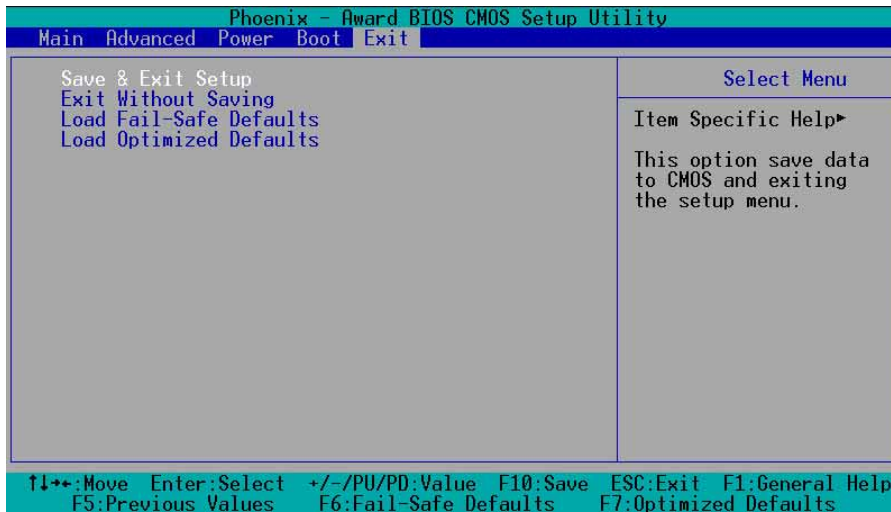 Phoenix - Award BIOS CMOS Setup Utility
Main Advanced Power Boot Exit
Save & Exit Setup
Exit Without Saving
Load Fail-Safe Defaults
Load Optimized Defaults
Select Menu
Item Specific Help►
This option save data
to CMOS and exiting
the setup menu.
↑↓→←:Move Enter:Select +/-/PU/PD:Value F10:Save ESC:Exit F1:General Help
F5:Previous Values F6:Fail-Safe Defaults F7:Optimized Defaults